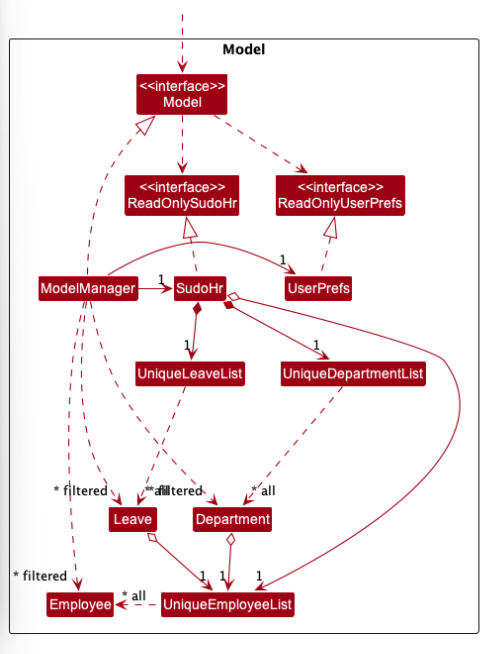 Model
<<interface>>
Model
<<interface>>
ReadOnlySudoHr
<<interface>>
ReadOnlyUserPrefs
1
ModelManager
1
SudoHr
UserPrefs
1
1
UniqueLeaveList
UniqueDepartmentList
* filtered
* all
* filtered
* all
Leave
Department
* filtered
1
1
1
Employee
* all
UniqueEmployeeList